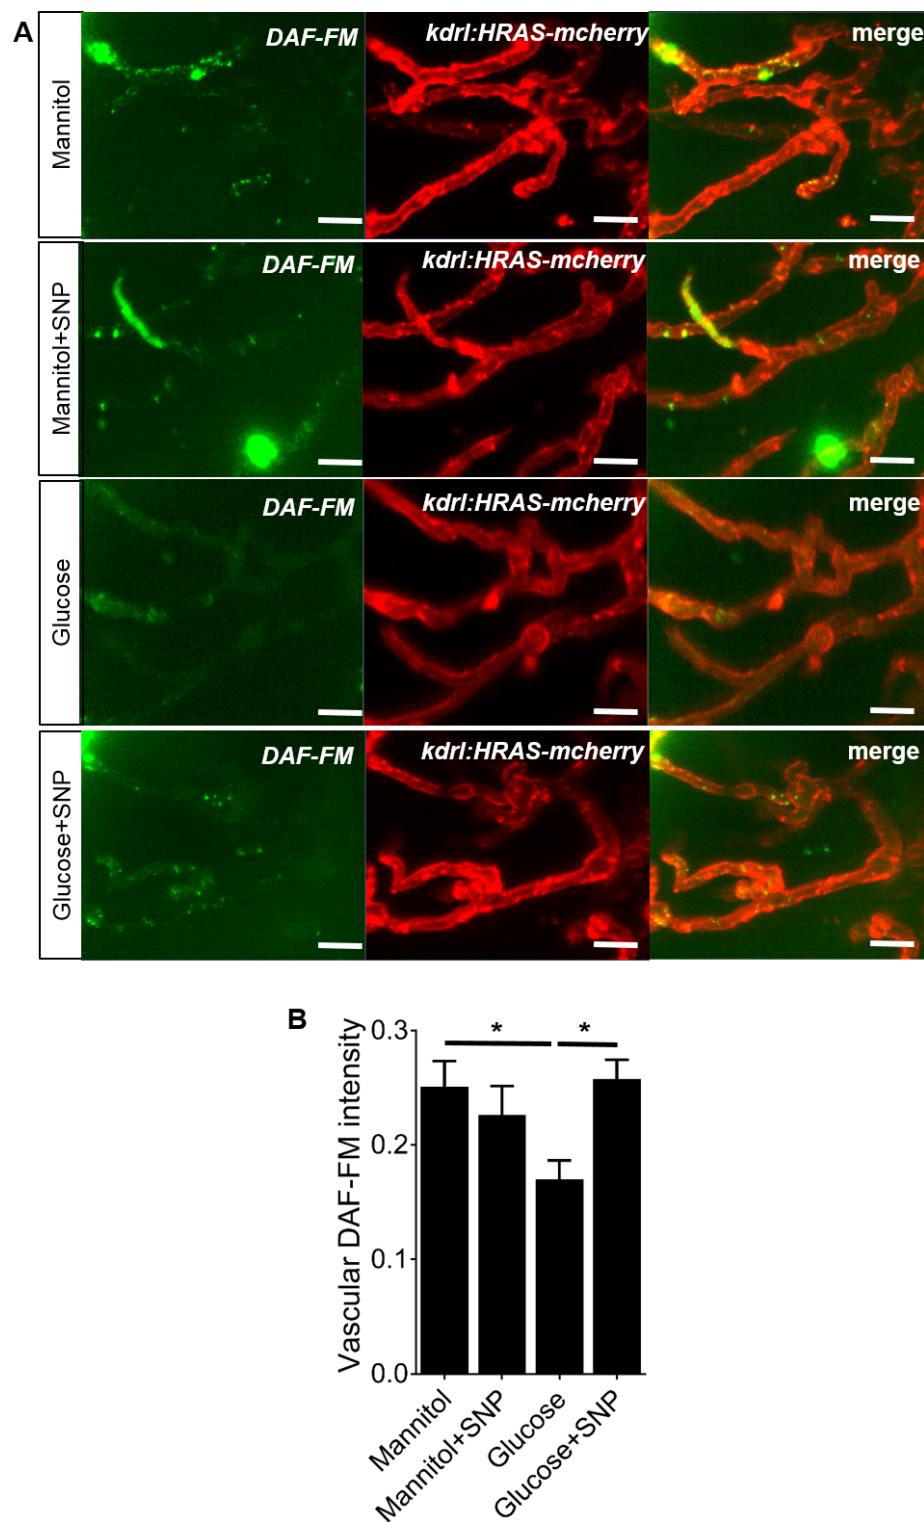 A
Mannitol
DAF-FM
kdrl:HRAS-mcherry
merge
Mannitol+SNP
DAF-FM
kdrl:HRAS-mcherry
merge
Glucose
DAF-FM
kdrl:HRAS-mcherry
merge
Glucose+SNP
DAF-FM
kdrl:HRAS-mcherry
merge
B
Vascular DAF-FM intensity
0.3
0.2
0.1
0.0
* *
Mannitol
Mannitol+SNP
Glucose
Glucose+SNP